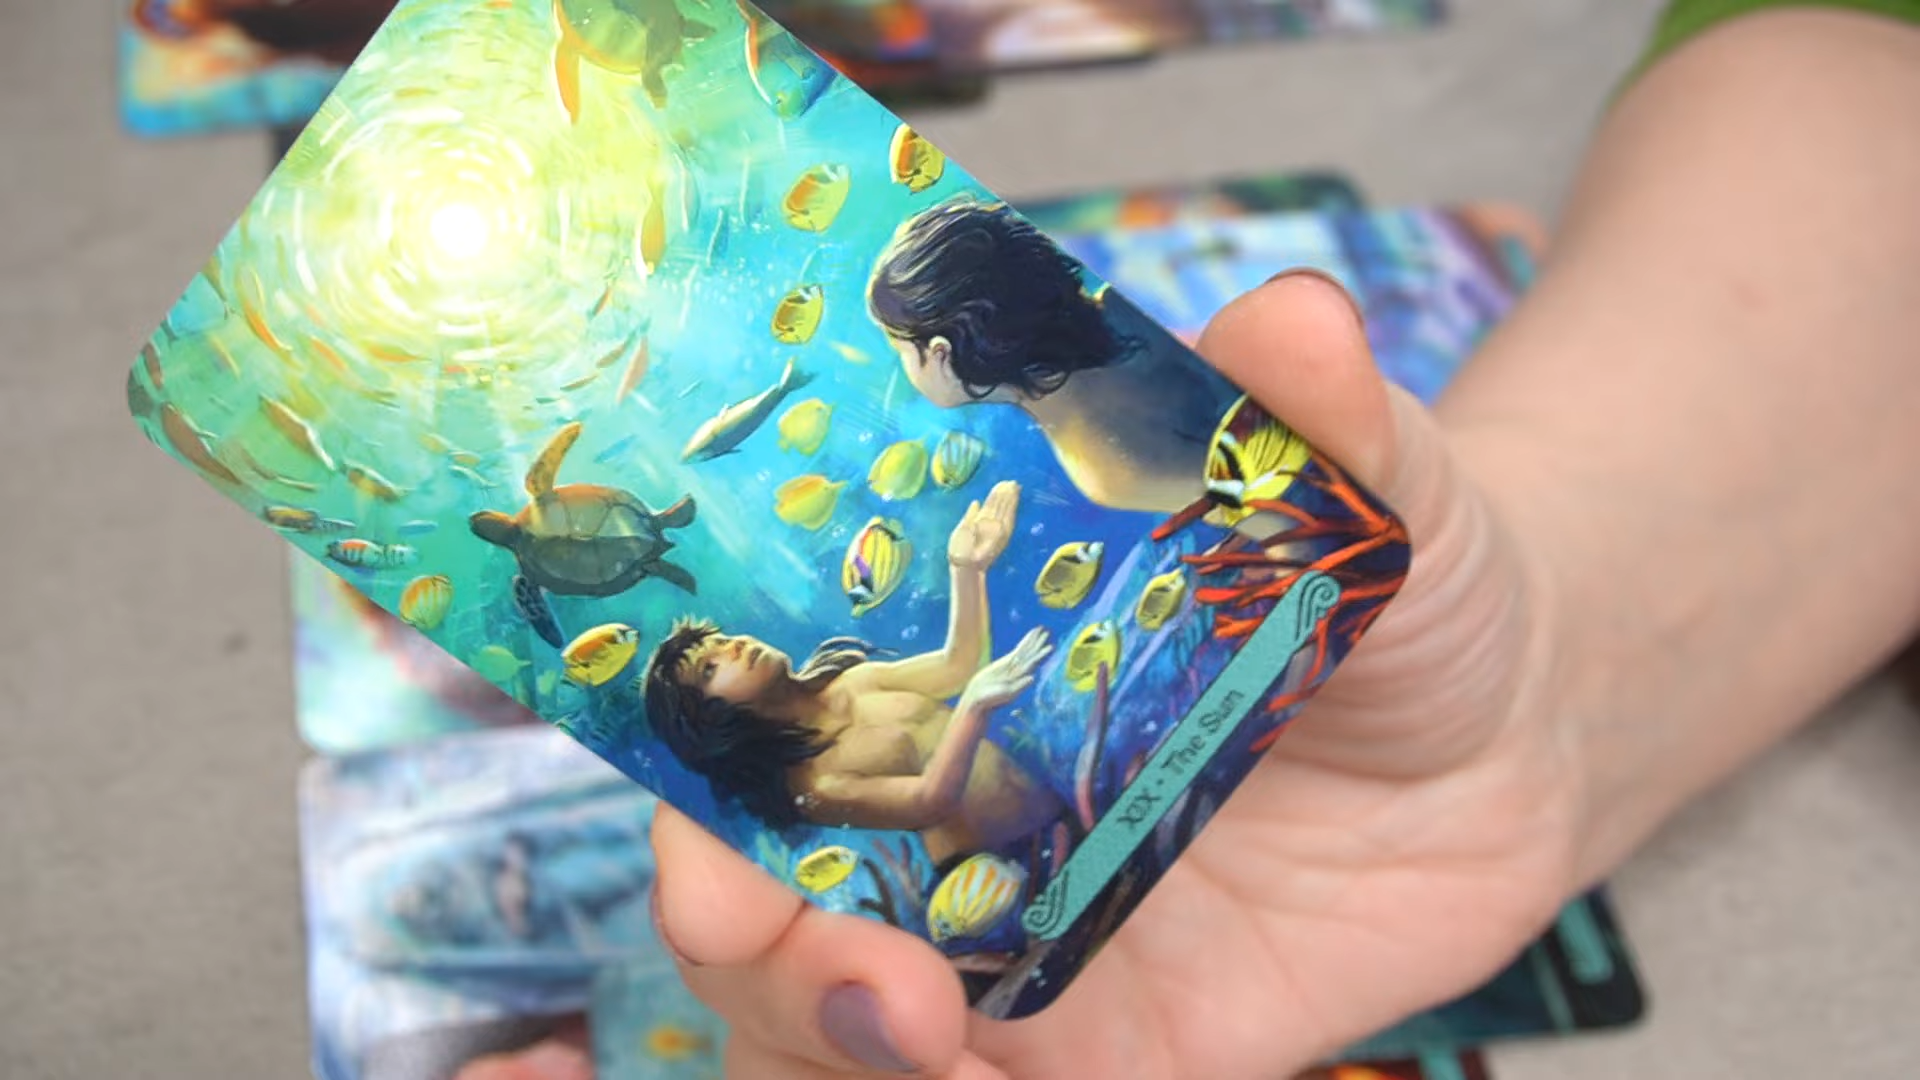 XIX • The Sun